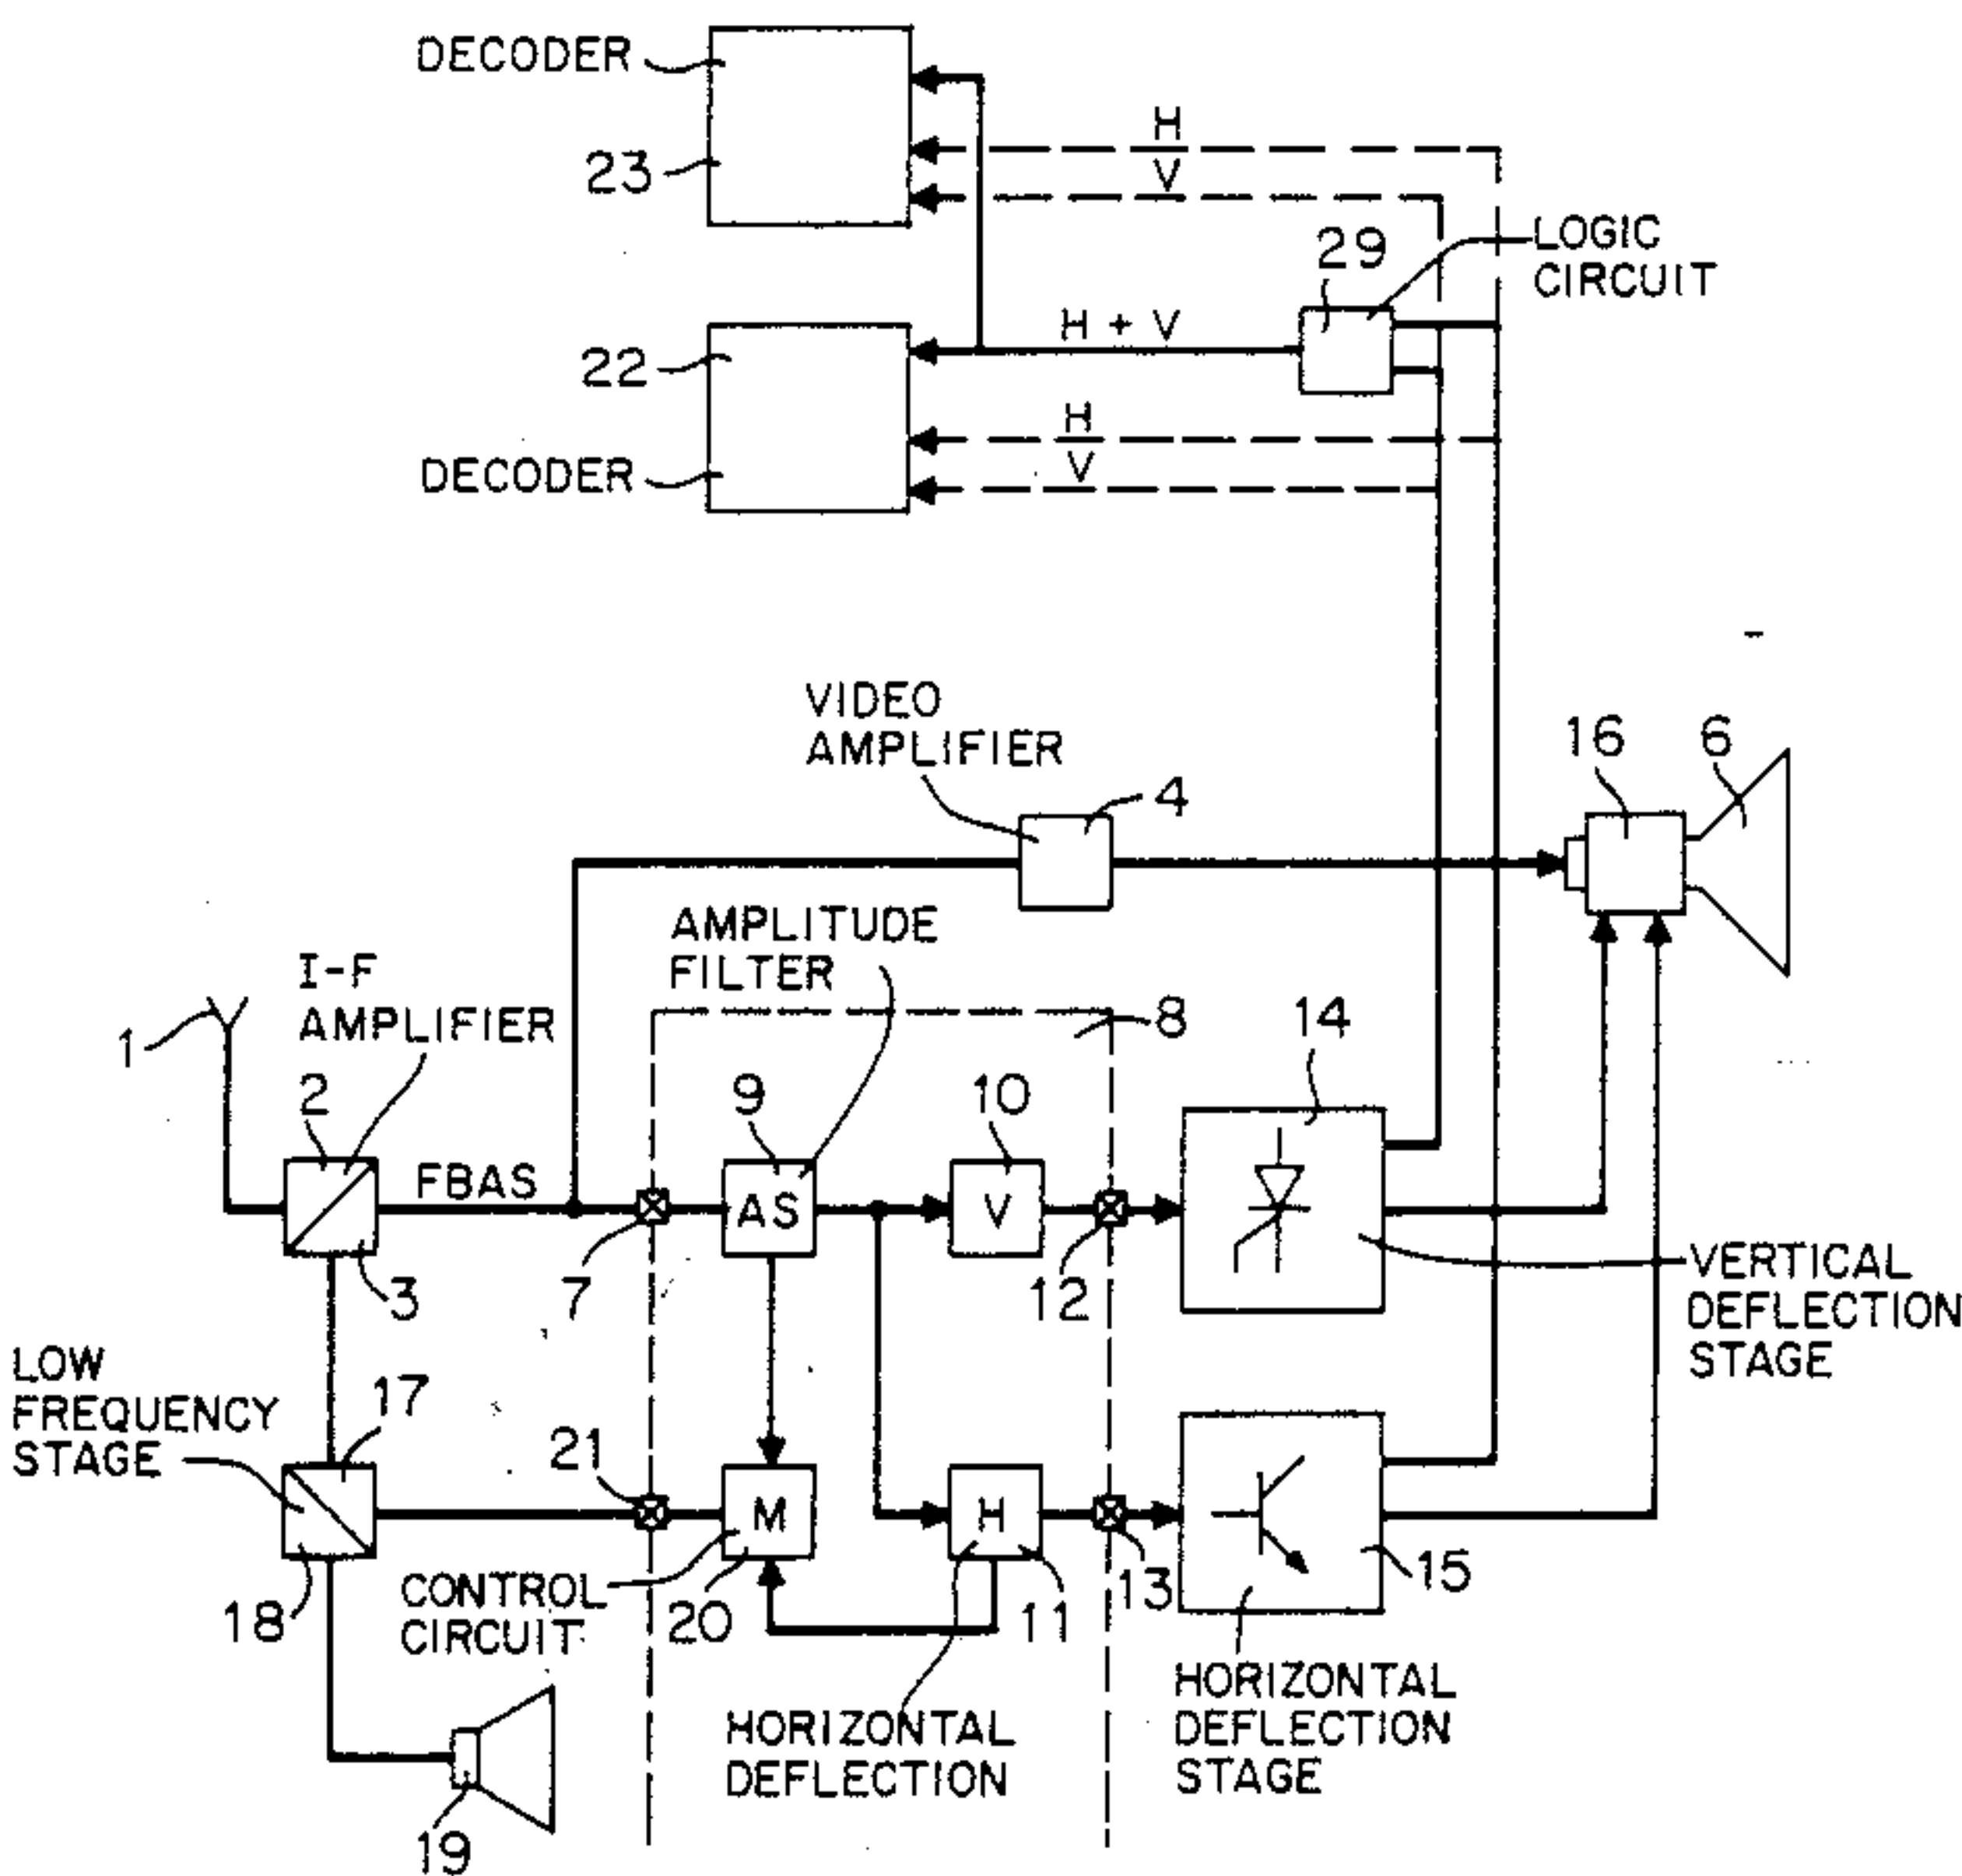 DECODER
23
H
V
29
LOGIC
CIRCUIT
H + V
22
H
V
DECODER
VIDEO
AMPLIFIER
4
16
6
AMPLITUDE
FILTER
I-F
AMPLIFIER
1
2
8
14
9
10
FBAS
AS
V
3
7
12
VERTICAL
DEFLECTION
STAGE
LOW
FREQUENCY
STAGE
17
21
M
H
13
15
18
CONTROL
CIRCUIT
20
11
HORIZONTAL
DEFLECTION
HORIZONTAL
DEFLECTION
STAGE
19